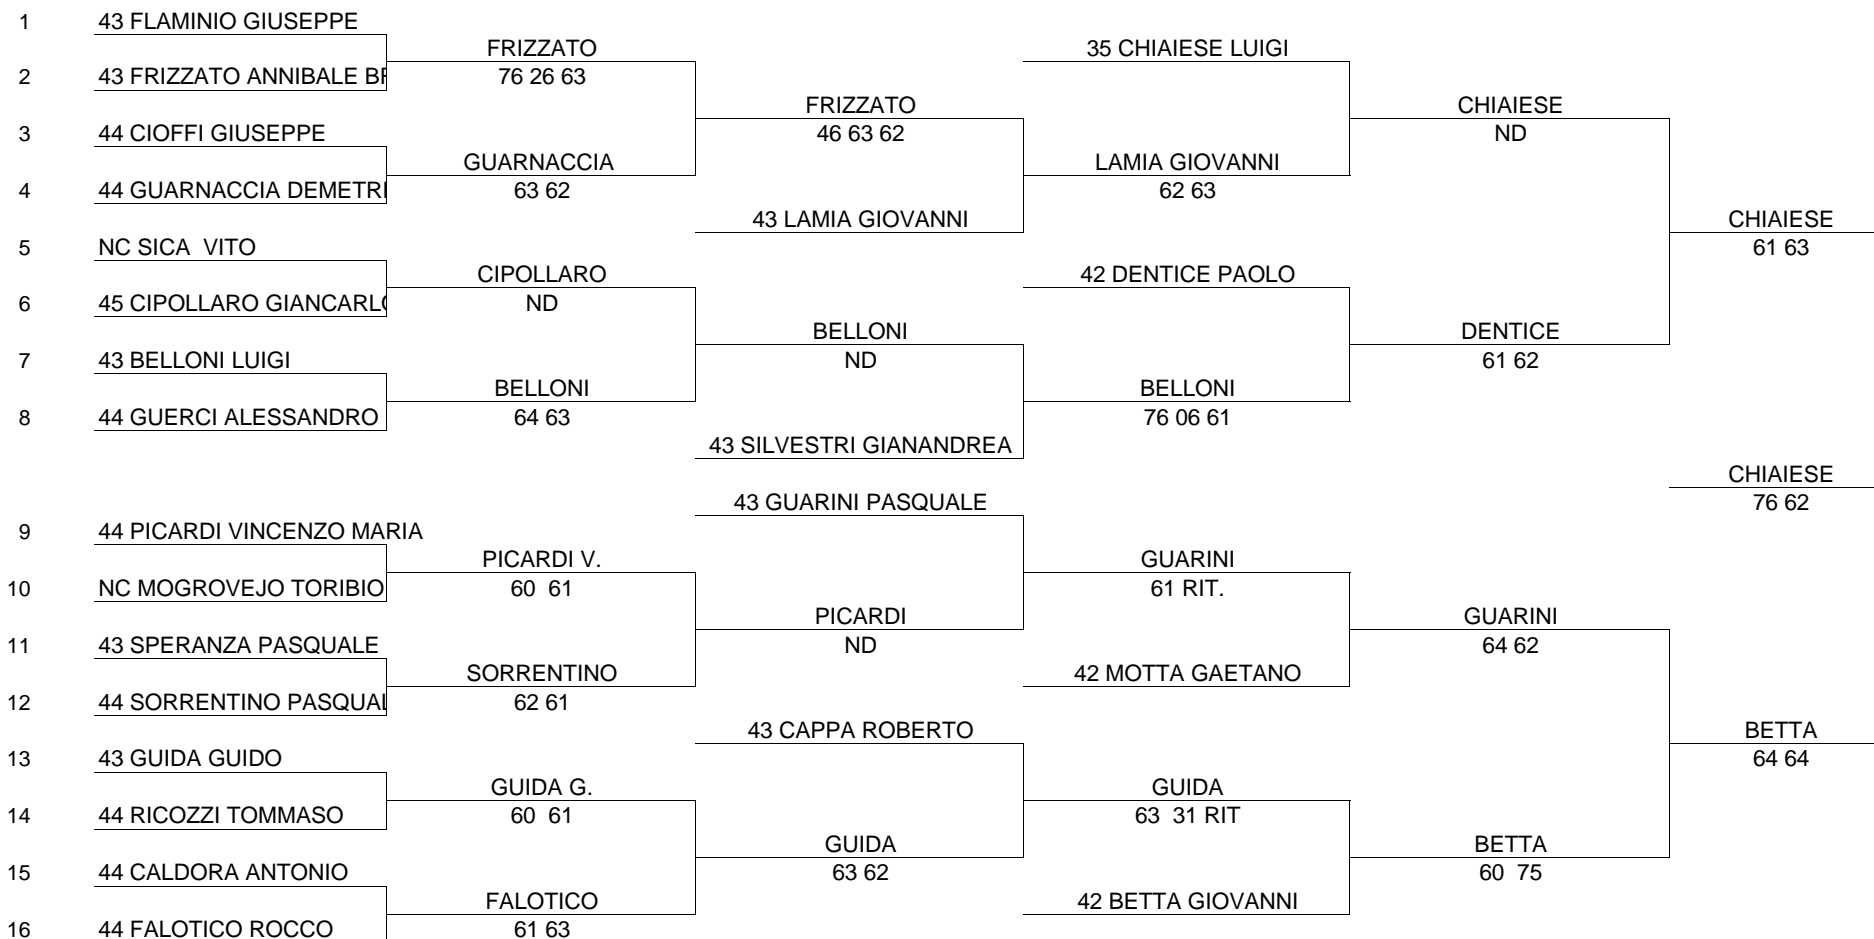 1 43 FLAMINIO GIUSEPPE
FRIZZATO 35 CHIAIESE LUIGI
2 43 FRIZZATO ANNIBALE 76 26 63
FRIZZATO CHIAIESE
3 44 CIOFFI GIUSEPPE 46 63 62 ND
GUARNACCIA LAMIA GIOVANNI
4 44 GUARNACCIA DEMETRI 63 62 62 63
43 LAMIA GIOVANNI CHIAIESE
5 NC SICA VITO 61 63
CIPOLLARO 42 DENTICE PAOLO
6 45 CIPOLLARO GIANCARLO ND
BELLONI DENTICE
7 43 BELLONI LUIGI ND 61 62
BELLONI BELLONI
8 44 GUERCI ALESSANDRO 64 63 76 06 61
43 SILVESTRI GIANANDREA
CHIAIESE
43 GUARINI PASQUALE 76 62
9 44 PICARDI VINCENZO MARIA
PICARDI V. GUARINI
10 NC MOGROVEJO TORIBIO 60 61 61 RIT.
PICARDI GUARINI
11 43 SPERANZA PASQUALE ND 64 62
SORRENTINO 42 MOTTA GAETANO
12 44 SORRENTINO PASQUAL 62 61
43 CAPPA ROBERTO BETTA
13 43 GUIDA GUIDO 64 64
GUIDA G. GUIDA
14 44 RICOZZI TOMMASO 60 61 63 31 RIT
GUIDA BETTA
15 44 CALDORA ANTONIO 63 62 60 75
FALOTICO 42 BETTA GIOVANNI
16 44 FALOTICO ROCCO 61 63